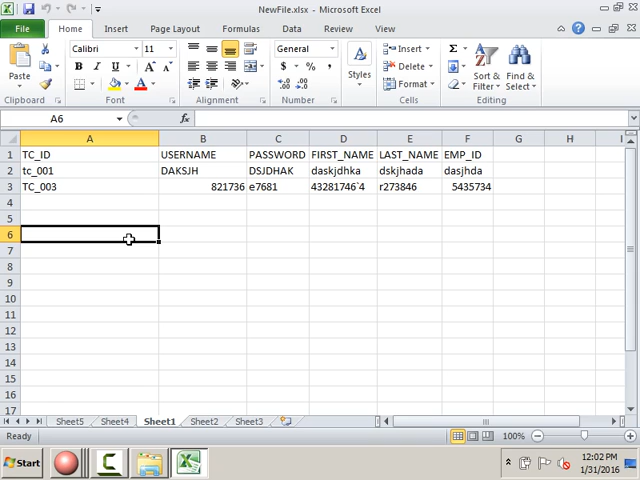 NewFile.xlsx - Microsoft Excel
File Home Insert Page Layout Formulas Data Review View
Paste Calibri 11 General Styles Insert Sort & Filter Find & Select
B I U A A $ % , Delete
A Format
Clipboard Font Alignment Number Cells Editing
A6 fx
A B C D E F G H I
1 TC_ID USERNAME PASSWORD FIRST_NAME LAST_NAME EMP_ID
2 tc_001 DAKSJH DSJDHAK daskjdhka dskjhada dasjhda
3 TC_003 821736 e7681 43281746`4 r273846 5435734
4
5
6
7
8
9
10
11
12
13
14
15
16
17
Sheet5 Sheet4 Sheet1 Sheet2 Sheet3
Ready 100%
Start 12:02 PM
1/31/2016